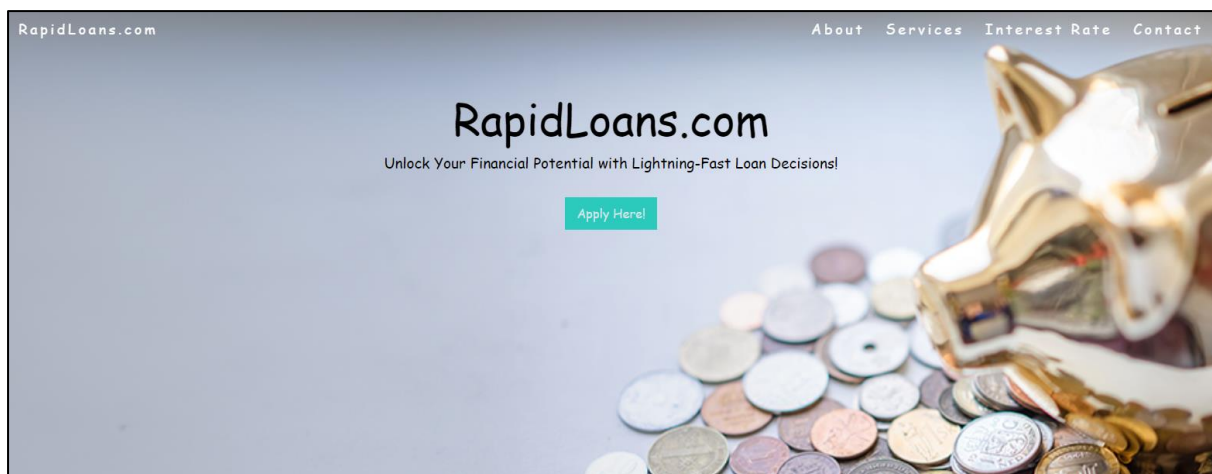 RapidLoans.com
About Services Interest Rate Contact
RapidLoans.com
Unlock Your Financial Potential with Lightning-Fast Loan Decisions!
Apply Here!